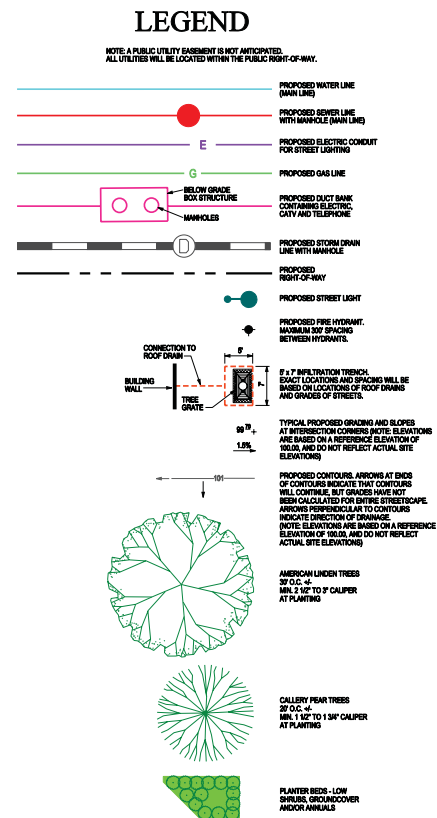 LEGEND
NOTE: A PUBLIC UTILITY EASEMENT IS NOT ANTICIPATED.
ALL UTILITIES WILL BE LOCATED WITHIN THE PUBLIC RIGHT-OF-WAY.
PROPOSED WATER LINE
(MAIN LINE)
PROPOSED SEWER LINE
WITH MANHOLE (MAIN LINE)
E
PROPOSED ELECTRIC CONDUIT
FOR STREET LIGHTING
G
PROPOSED GAS LINE
BELOW GRADE
BOX STRUCTURE
MANHOLES
PROPOSED DUCT BANK
CONTAINING ELECTRIC,
CATV AND TELEPHONE
D
PROPOSED STORM DRAIN
LINE WITH MANHOLE
PROPOSED
RIGHT-OF-WAY
PROPOSED STREET LIGHT
PROPOSED FIRE HYDRANT.
MAXIMUM 300' SPACING
BETWEEN HYDRANTS.
CONNECTION TO
ROOF DRAIN
5'
BUILDING
WALL
7'
TREE
GRATE
5' x 7' INFILTRATION TRENCH.
EXACT LOCATIONS AND SPACING WILL BE
BASED ON LOCATIONS OF ROOF DRAINS
AND GRADES OF STREETS.
99.79 +
1.5%
TYPICAL PROPOSED GRADING AND SLOPES
AT INTERSECTION CORNERS (NOTE: ELEVATIONS
ARE BASED ON A REFERENCE ELEVATION OF
100.00, AND DO NOT REFLECT ACTUAL SITE
ELEVATIONS)
101
PROPOSED CONTOURS. ARROWS AT ENDS
OF CONTOURS INDICATE THAT CONTOURS
WILL CONTINUE, BUT GRADES HAVE NOT
BEEN CALCULATED FOR ENTIRE STREETSCAPE.
ARROWS PERPENDICULAR TO CONTOURS
INDICATE DIRECTION OF DRAINAGE.
(NOTE: ELEVATIONS ARE BASED ON A REFERENCE
ELEVATION OF 100.00, AND DO NOT REFLECT
ACTUAL SITE ELEVATIONS)
AMERICAN LINDEN TREES
30' O.C. +/-
MIN. 2 1/2" TO 3" CALIPER
AT PLANTING
CALLERY PEAR TREES
20' O.C. +/-
MIN. 1 1/2" TO 1 3/4" CALIPER
AT PLANTING
PLANTER BEDS - LOW
SHRUBS, GROUNDCOVER
AND/OR ANNUALS